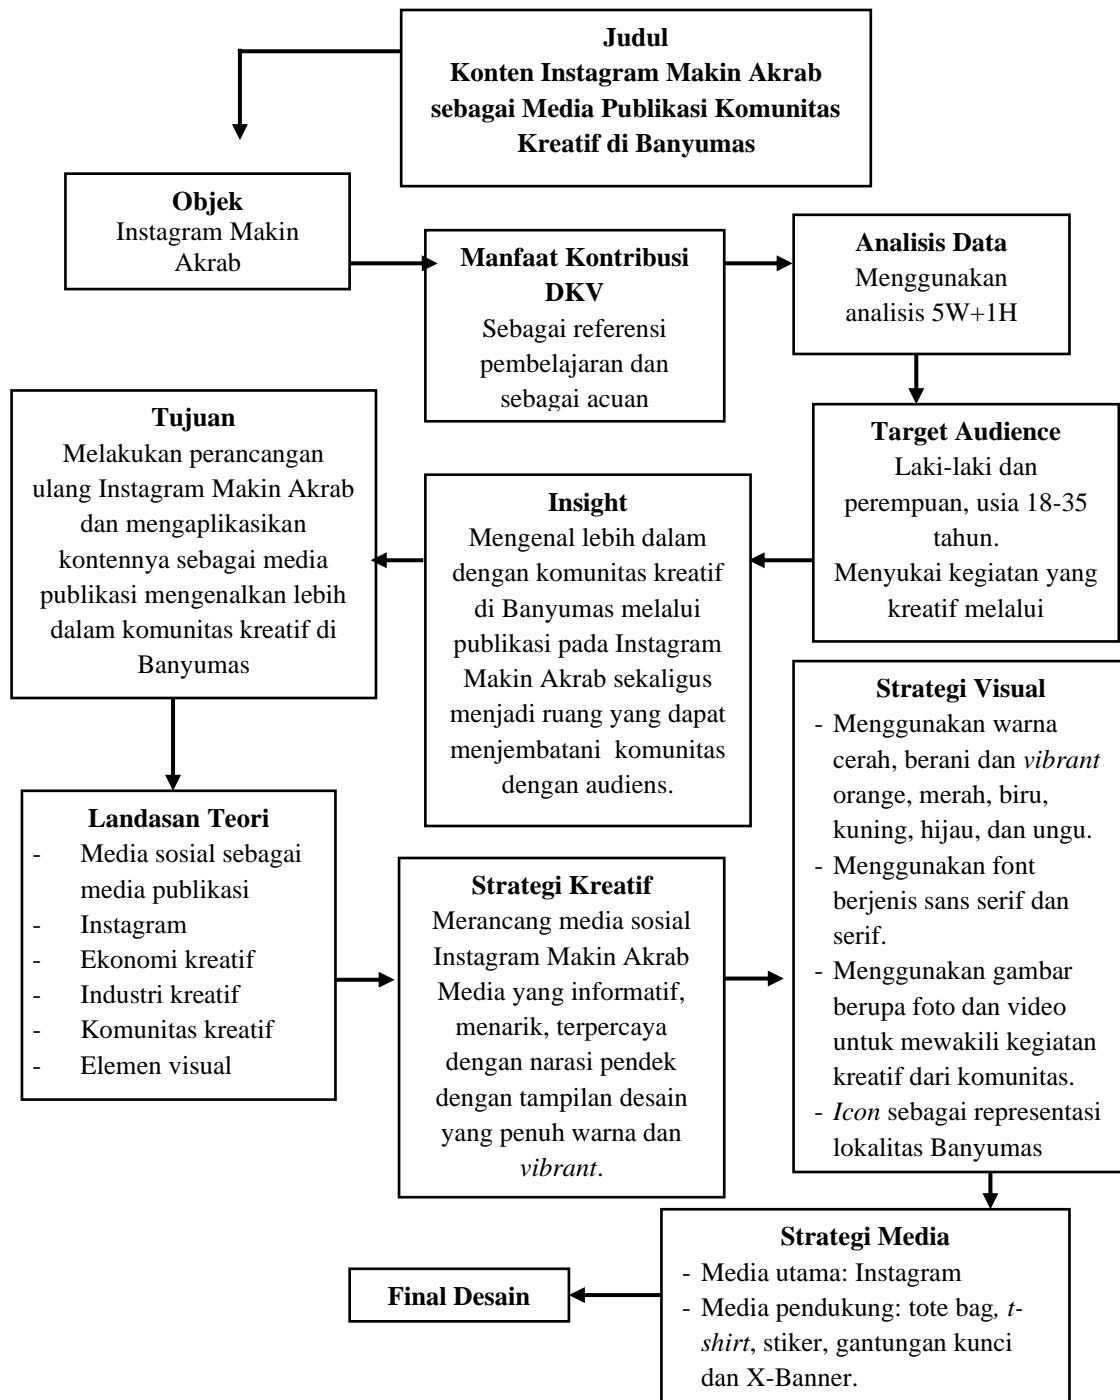 Judul
Konten Instagram Makin Akrab
sebagai Media Publikasi Komunitas
Kreatif di Banyumas
Objek
Instagram Makin
Akrab
Manfaat Kontribusi
DKV
Sebagai referensi
pembelajaran dan
sebagai acuan
Analisis Data
Menggunakan
analisis 5W+1H
Target Audience
Laki-laki dan
perempuan, usia 18-35
tahun.
Menyukai kegiatan yang
kreatif melalui
Insight
Mengenal lebih dalam
dengan komunitas kreatif
di Banyumas melalui
publikasi pada Instagram
Makin Akrab sekaligus
menjadi ruang yang dapat
menjembatani  komunitas
dengan audiens.
Tujuan
Melakukan perancangan
ulang Instagram Makin Akrab
dan mengaplikasikan
kontennya sebagai media
publikasi mengenalkan lebih
dalam komunitas kreatif di
Banyumas
Landasan Teori
- Media sosial sebagai
media publikasi
- Instagram
- Ekonomi kreatif
- Industri kreatif
- Komunitas kreatif
- Elemen visual
Strategi Kreatif
Merancang media sosial
Instagram Makin Akrab
Media yang informatif,
menarik, terpercaya
dengan narasi pendek
dengan tampilan desain
yang penuh warna dan
vibrant.
Strategi Visual
- Menggunakan warna
cerah, berani dan vibrant
orange, merah, biru,
kuning, hijau, dan ungu.
- Menggunakan font
berjenis sans serif dan
serif.
- Menggunakan gambar
berupa foto dan video
untuk mewakili kegiatan
kreatif dari komunitas.
- Icon sebagai representasi
lokalitas Banyumas
Strategi Media
- Media utama: Instagram
- Media pendukung: tote bag, t-
shirt, stiker, gantungan kunci
dan X-Banner.
Final Desain